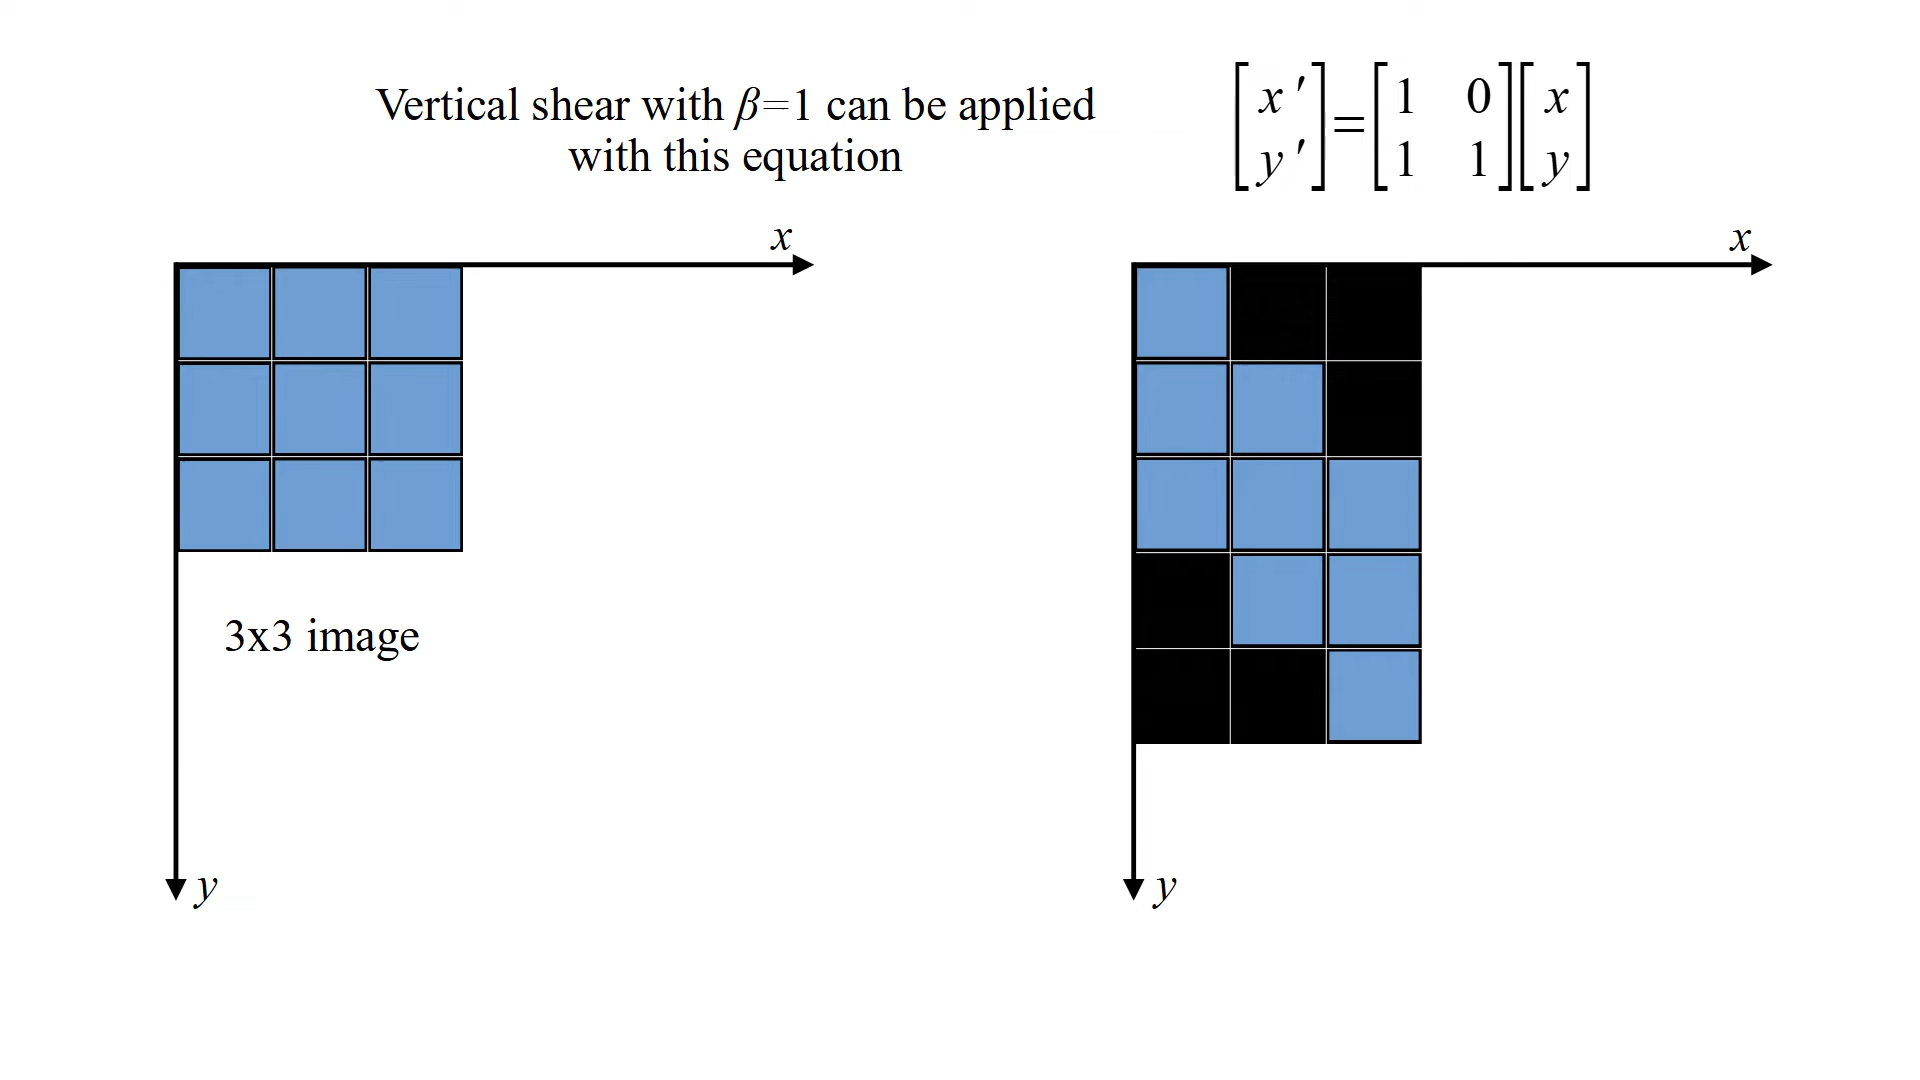 Vertical shear with β=1 can be applied
with this equation
[x′] = [1 0] [x]
[y′] [1 1] [y]
x
x
3x3 image
y
y